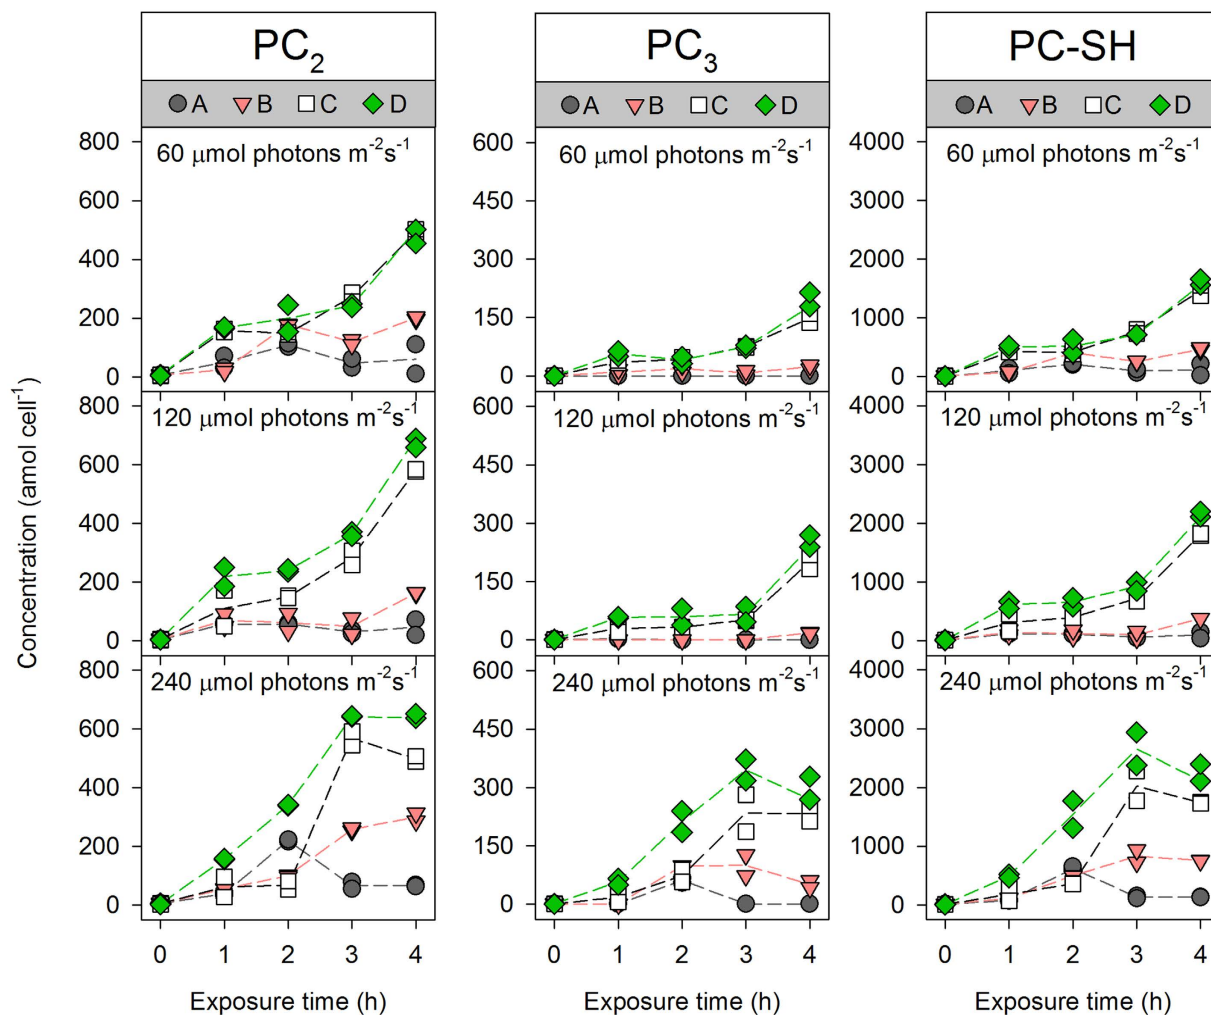 PC₂ PC₃ PC-SH
A B C D A B C D A B C D
800 600 4000
60 μmol photons m⁻²s⁻¹ 60 μmol photons m⁻²s⁻¹ 60 μmol photons m⁻²s⁻¹
600 450 3000
400 300 2000
200 150 1000
0 0 0
800 600 4000
120 μmol photons m⁻²s⁻¹ 120 μmol photons m⁻²s⁻¹ 120 μmol photons m⁻²s⁻¹
600 450 3000
400 300 2000
200 150 1000
0 0 0
800 600 4000
240 μmol photons m⁻²s⁻¹ 240 μmol photons m⁻²s⁻¹ 240 μmol photons m⁻²s⁻¹
600 450 3000
400 300 2000
200 150 1000
0 0 0
0 1 2 3 4 0 1 2 3 4 0 1 2 3 4
Exposure time (h) Exposure time (h) Exposure time (h)
Concentration (amol cell⁻¹)